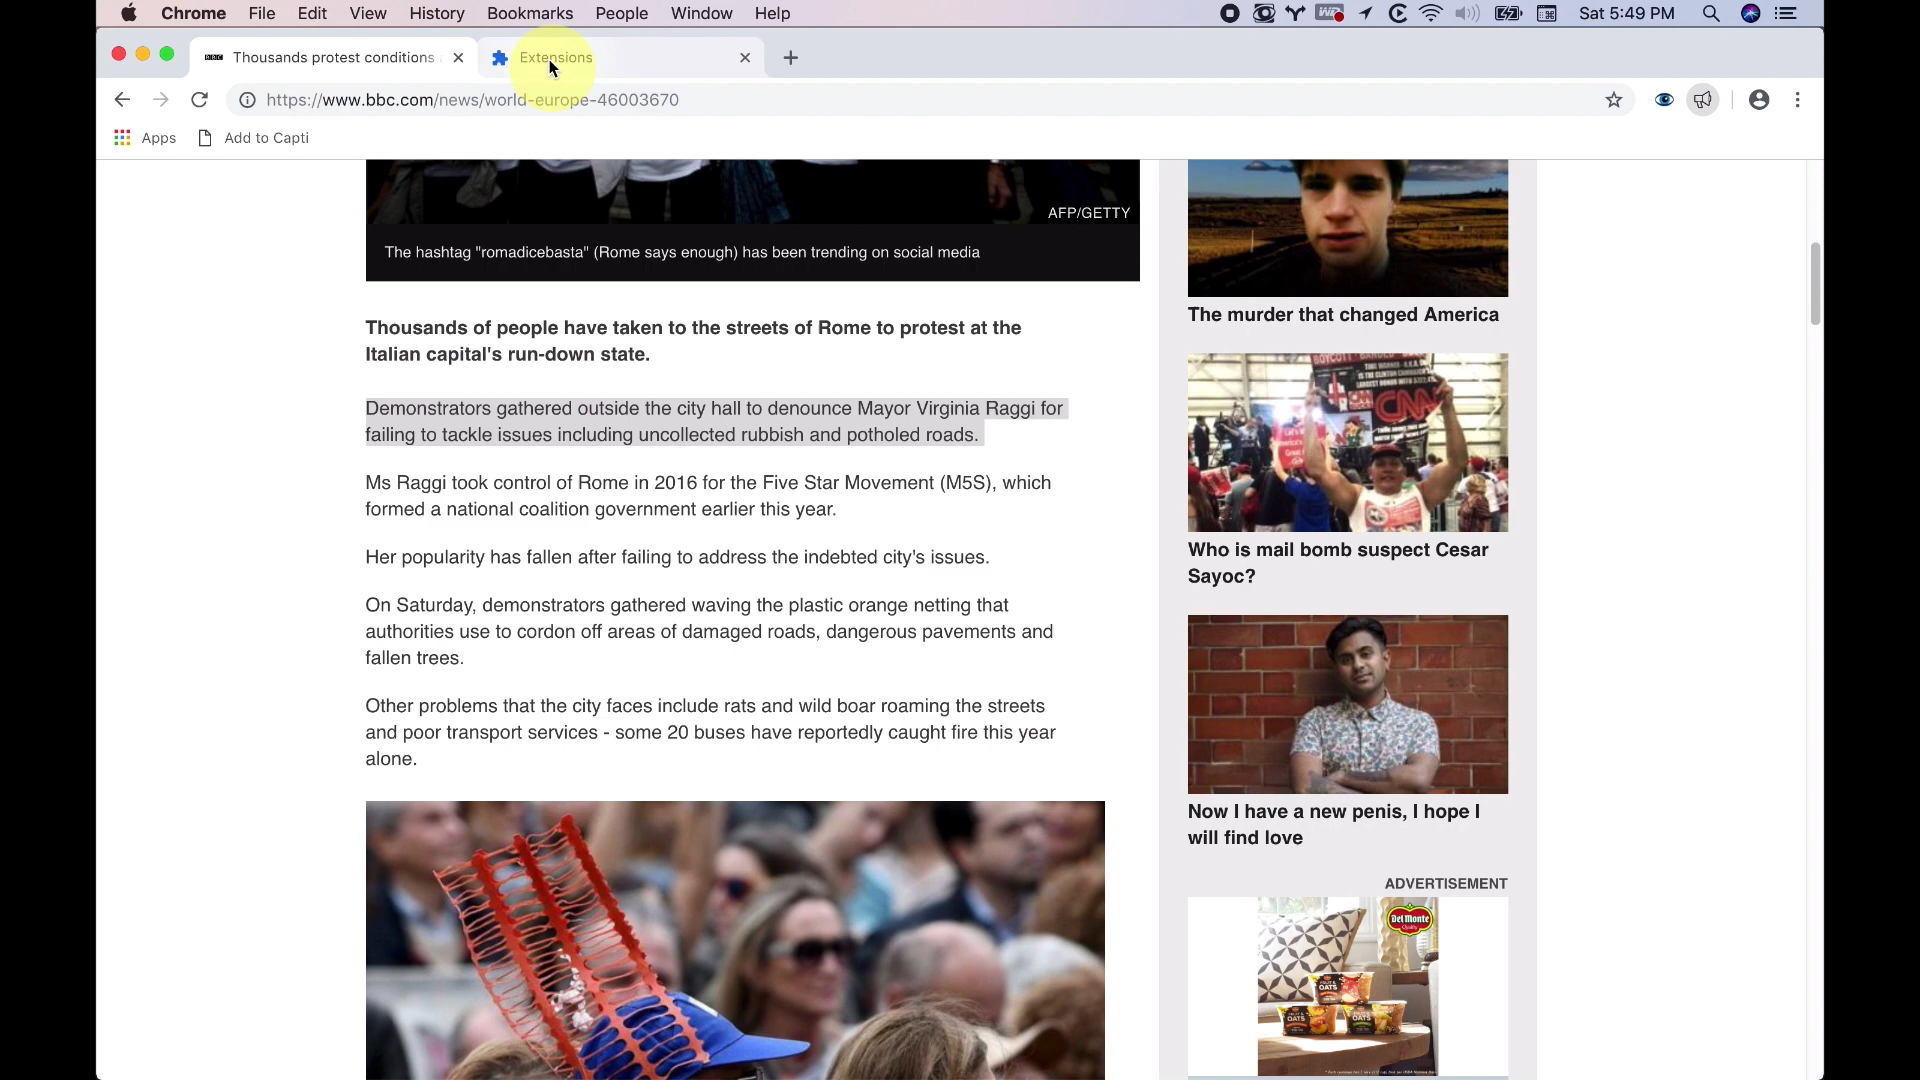 Chrome File Edit View History Bookmarks People Window Help
Sat 5:49 PM
BBC Thousands protest conditions
Extensions
https://www.bbc.com/news/world-europe-46003670
Apps
Add to Capti
AFP/GETTY
The hashtag "romadicebasta" (Rome says enough) has been trending on social media
Thousands of people have taken to the streets of Rome to protest at the
Italian capital's run-down state.
Demonstrators gathered outside the city hall to denounce Mayor Virginia Raggi for
failing to tackle issues including uncollected rubbish and potholed roads.
Ms Raggi took control of Rome in 2016 for the Five Star Movement (M5S), which
formed a national coalition government earlier this year.
Her popularity has fallen after failing to address the indebted city's issues.
On Saturday, demonstrators gathered waving the plastic orange netting that
authorities use to cordon off areas of damaged roads, dangerous pavements and
fallen trees.
Other problems that the city faces include rats and wild boar roaming the streets
and poor transport services - some 20 buses have reportedly caught fire this year
alone.
The murder that changed America
CNN
Who is mail bomb suspect Cesar
Sayoc?
Now I have a new penis, I hope I
will find love
ADVERTISEMENT
Del Monte
Quality
FRUIT & OATS
FRUIT & OATS
FRUIT & OATS